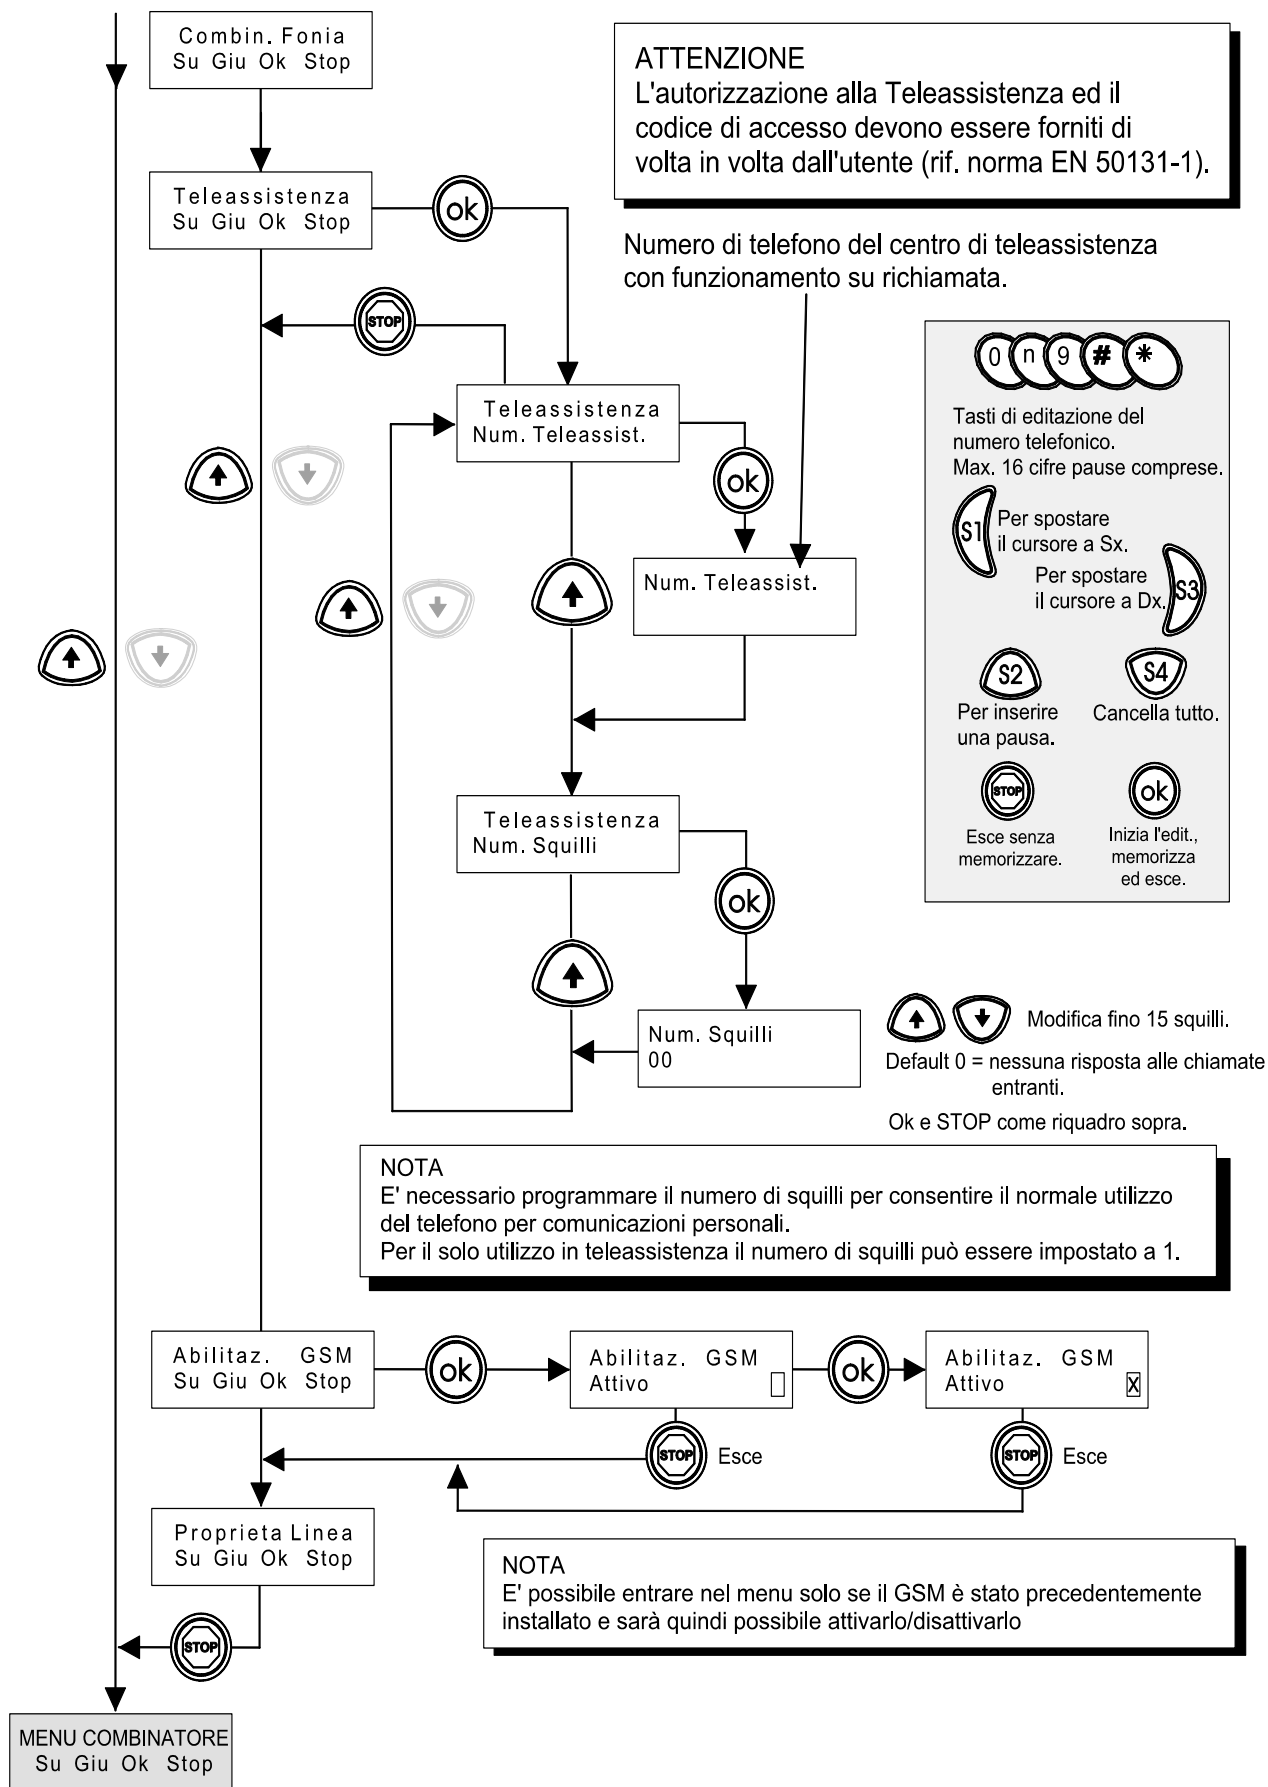 Combin. Fonia
Su Giu Ok Stop
ATTENZIONE
L'autorizzazione alla Teleassistenza ed il
codice di accesso devono essere forniti di
volta in volta dall'utente (rif. norma EN 50131-1).
Teleassistenza
Su Giu Ok Stop
ok
Numero di telefono del centro di teleassistenza
con funzionamento su richiamata.
STOP
0 n 9 # *
Tasti di editazione del
numero telefonico.
Max. 16 cifre pause comprese.
Teleassistenza
Num. Teleassist.
ok
S1
Per spostare
il cursore a Sx.
Per spostare
il cursore a Dx.
S3
Num. Teleassist.
S2
Per inserire
una pausa.
S4
Cancella tutto.
STOP
Esce senza
memorizzare.
ok
Inizia l'edit.,
memorizza
ed esce.
Teleassistenza
Num. Squilli
ok
Num. Squilli
00
Modifica fino 15 squilli.
Default 0 = nessuna risposta alle chiamate
entranti.
Ok e STOP come riquadro sopra.
NOTA
E' necessario programmare il numero di squilli per consentire il normale utilizzo
del telefono per comunicazioni personali.
Per il solo utilizzo in teleassistenza il numero di squilli può essere impostato a 1.
Abilitaz. GSM
Su Giu Ok Stop
ok
Abilitaz. GSM
Attivo
ok
Abilitaz. GSM
Attivo X
STOP
Esce
STOP
Esce
Proprieta Linea
Su Giu Ok Stop
NOTA
E' possibile entrare nel menu solo se il GSM è stato precedentemente
installato e sarà quindi possibile attivarlo/disattivarlo
STOP
MENU COMBINATORE
Su Giu Ok Stop